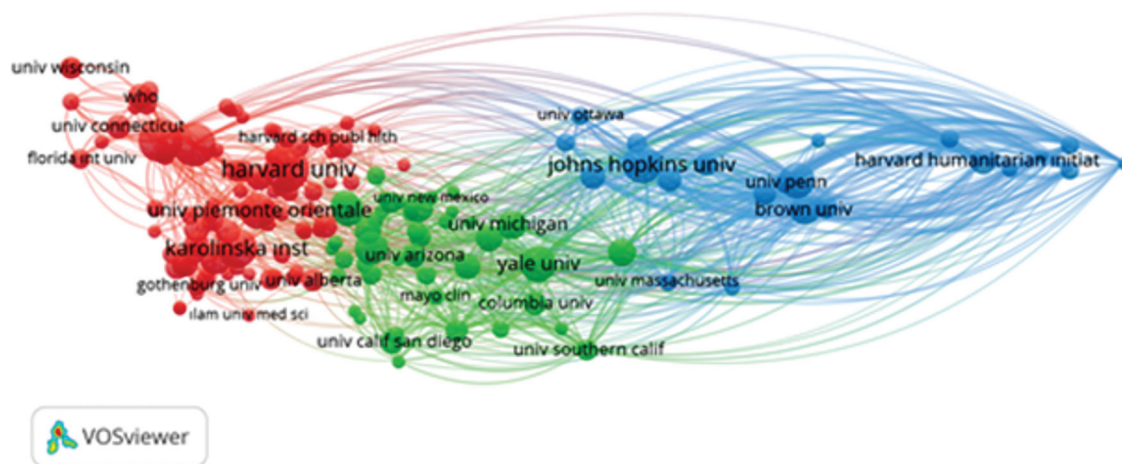 univ wisconsin
who
univ connecticut
florida int univ
harvard sch publ hlth
harvard univ
univ piemonte orientale
karolinska inst
gothenburg univ
univ alberta
ilam univ med sci
univ new mexico
univ michigan
univ arizona
yale univ
mayo clin
columbia univ
univ calif san diego
univ southern calif
univ ottawa
johns hopkins univ
univ penn
brown univ
harvard humanitarian initiat
univ massachusetts
VOSviewer